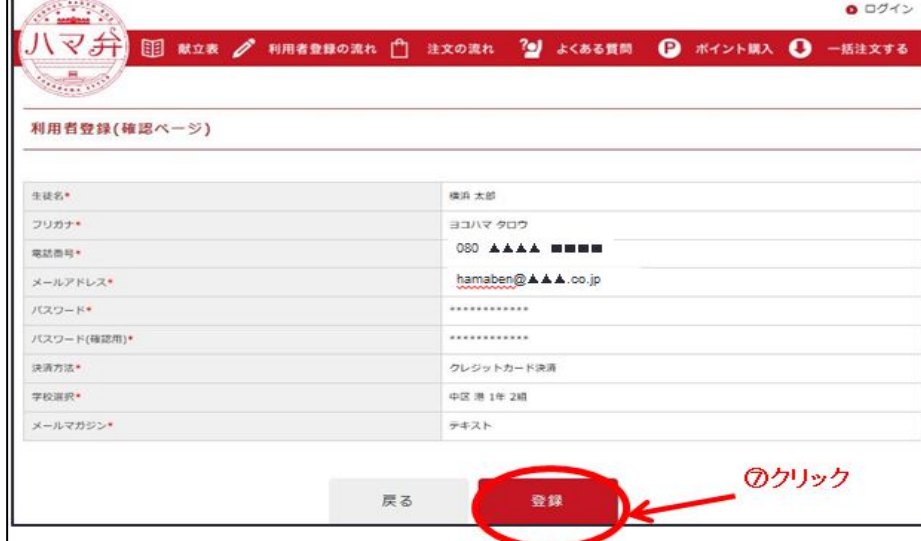 ログイン
ハマ弁
献立表 利用者登録の流れ 注文の流れ よくある質問 P ポイント購入 一括注文する
利用者登録(確認ページ)
生徒名* 横浜 太郎
フリガナ* ヨコハマ タロウ
電話番号* 080 ▲▲▲▲ ■■■■
メールアドレス* hamaben@▲▲▲.co.jp
パスワード* ************
パスワード(確認用)* ************
決済方法* クレジットカード決済
学校選択* 中区 港 1年 2組
メールマガジン* テキスト
戻る 登録
⑦クリック